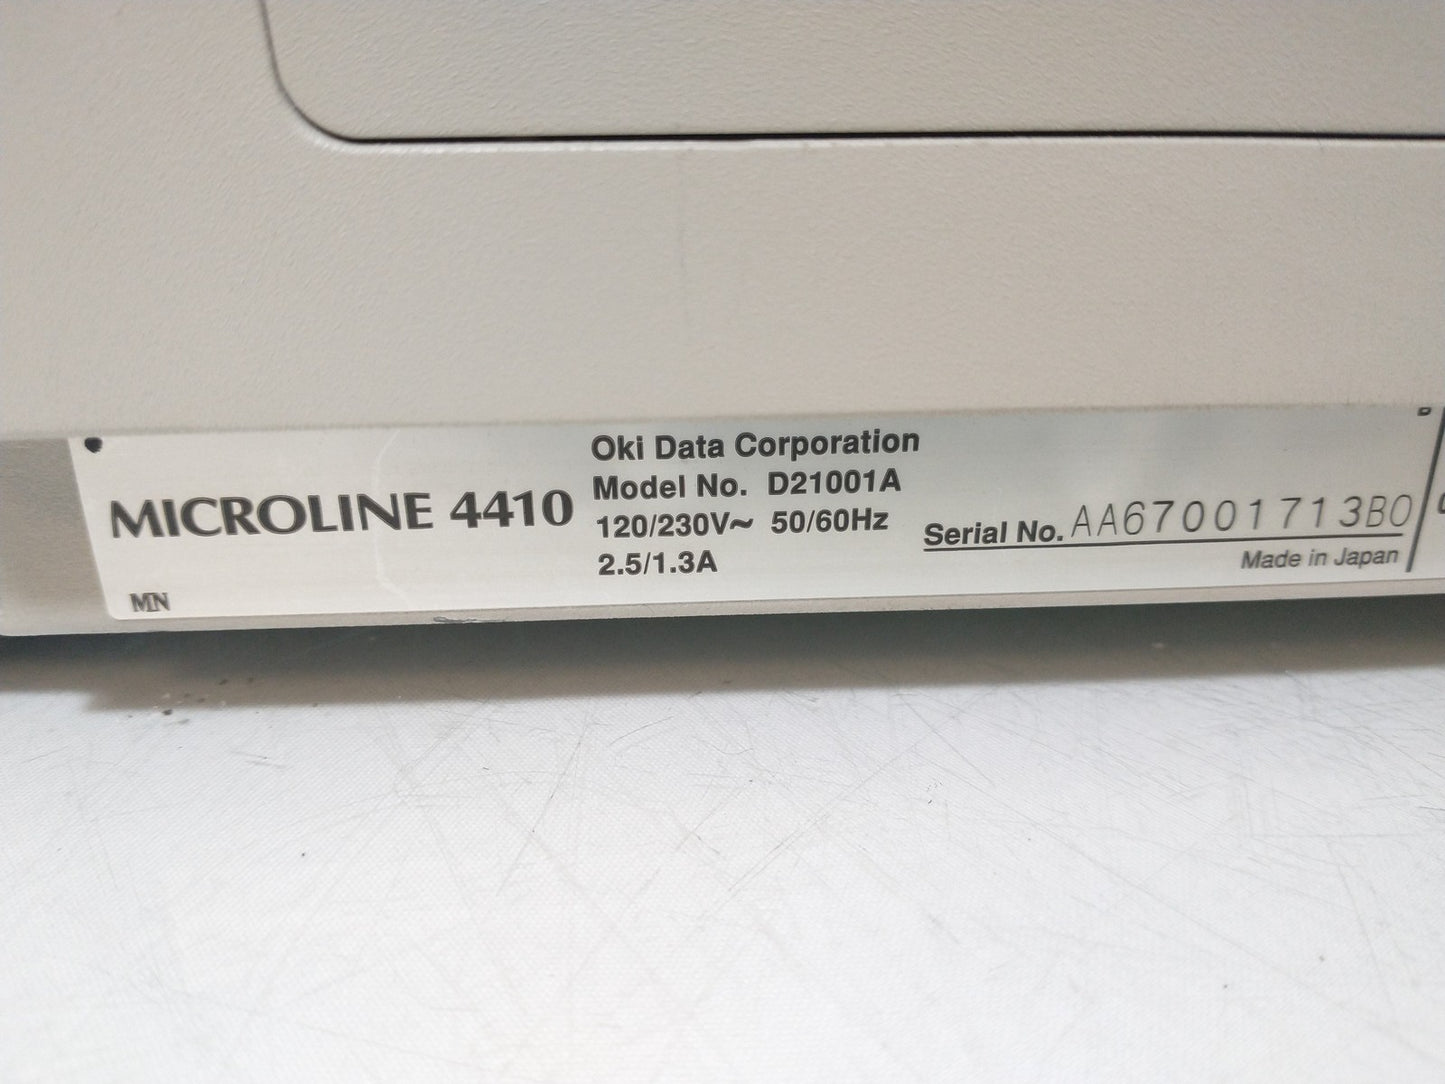 MICROLINE 4410
MN
Oki Data Corporation
Model No. D21001A
120/230V~ 50/60Hz
2.5/1.3A
Serial No. AA67001713B0
Made in Japan